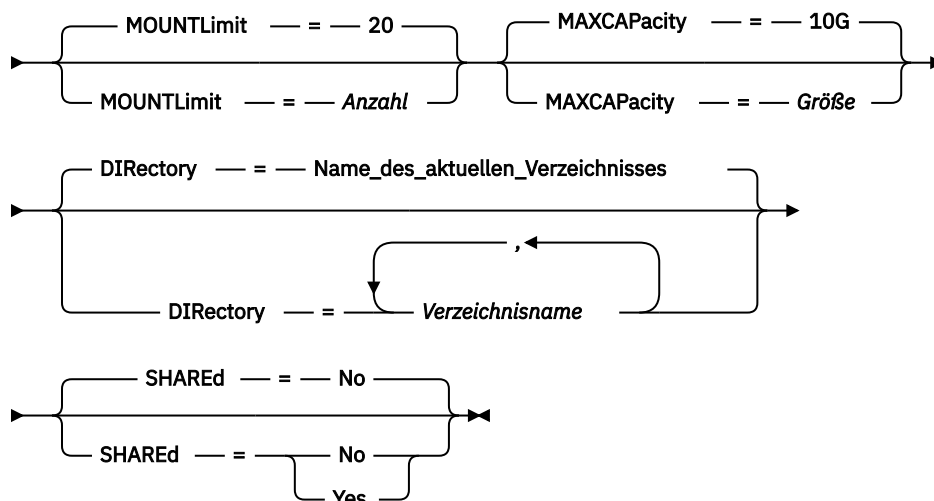 MOUNTLimit = 20
MAXCAPacity = 10G
MOUNTLimit = Anzahl
MAXCAPacity = Größe
DIRectory = Name_des_aktuellen_Verzeichnisses
,
DIRectory = Verzeichnisname
SHAREd = No
SHAREd = No
Yes